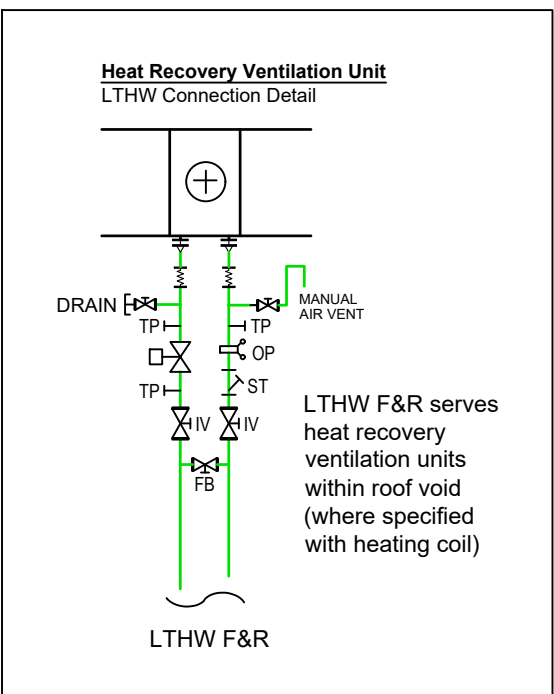 Heat Recovery Ventilation Unit
LTHW Connection Detail
DRAIN
MANUAL
AIR VENT
TP
TP
OP
TP
ST
IV
IV
FB
LTHW F&R serves
heat recovery
ventilation units
within roof void
(where specified
with heating coil)
LTHW F&R